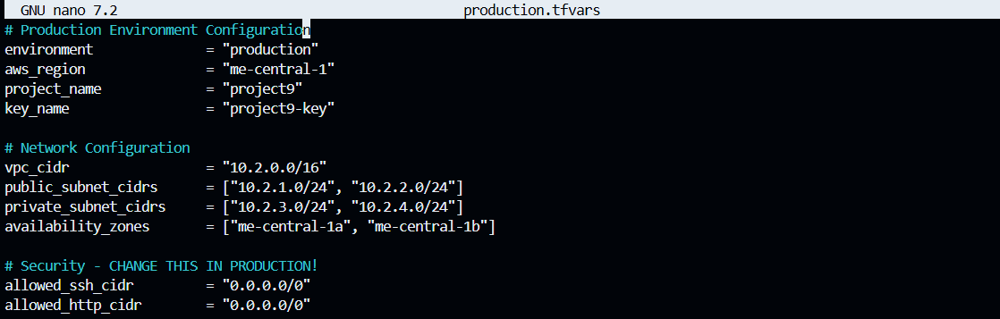 GNU nano 7.2 production.tfvars
# Production Environment Configuration
environment = "production"
aws_region = "me-central-1"
project_name = "project9"
key_name = "project9-key"
# Network Configuration
vpc_cidr = "10.2.0.0/16"
public_subnet_cidrs = ["10.2.1.0/24", "10.2.2.0/24"]
private_subnet_cidrs = ["10.2.3.0/24", "10.2.4.0/24"]
availability_zones = ["me-central-1a", "me-central-1b"]
# Security - CHANGE THIS IN PRODUCTION!
allowed_ssh_cidr = "0.0.0.0/0"
allowed_http_cidr = "0.0.0.0/0"